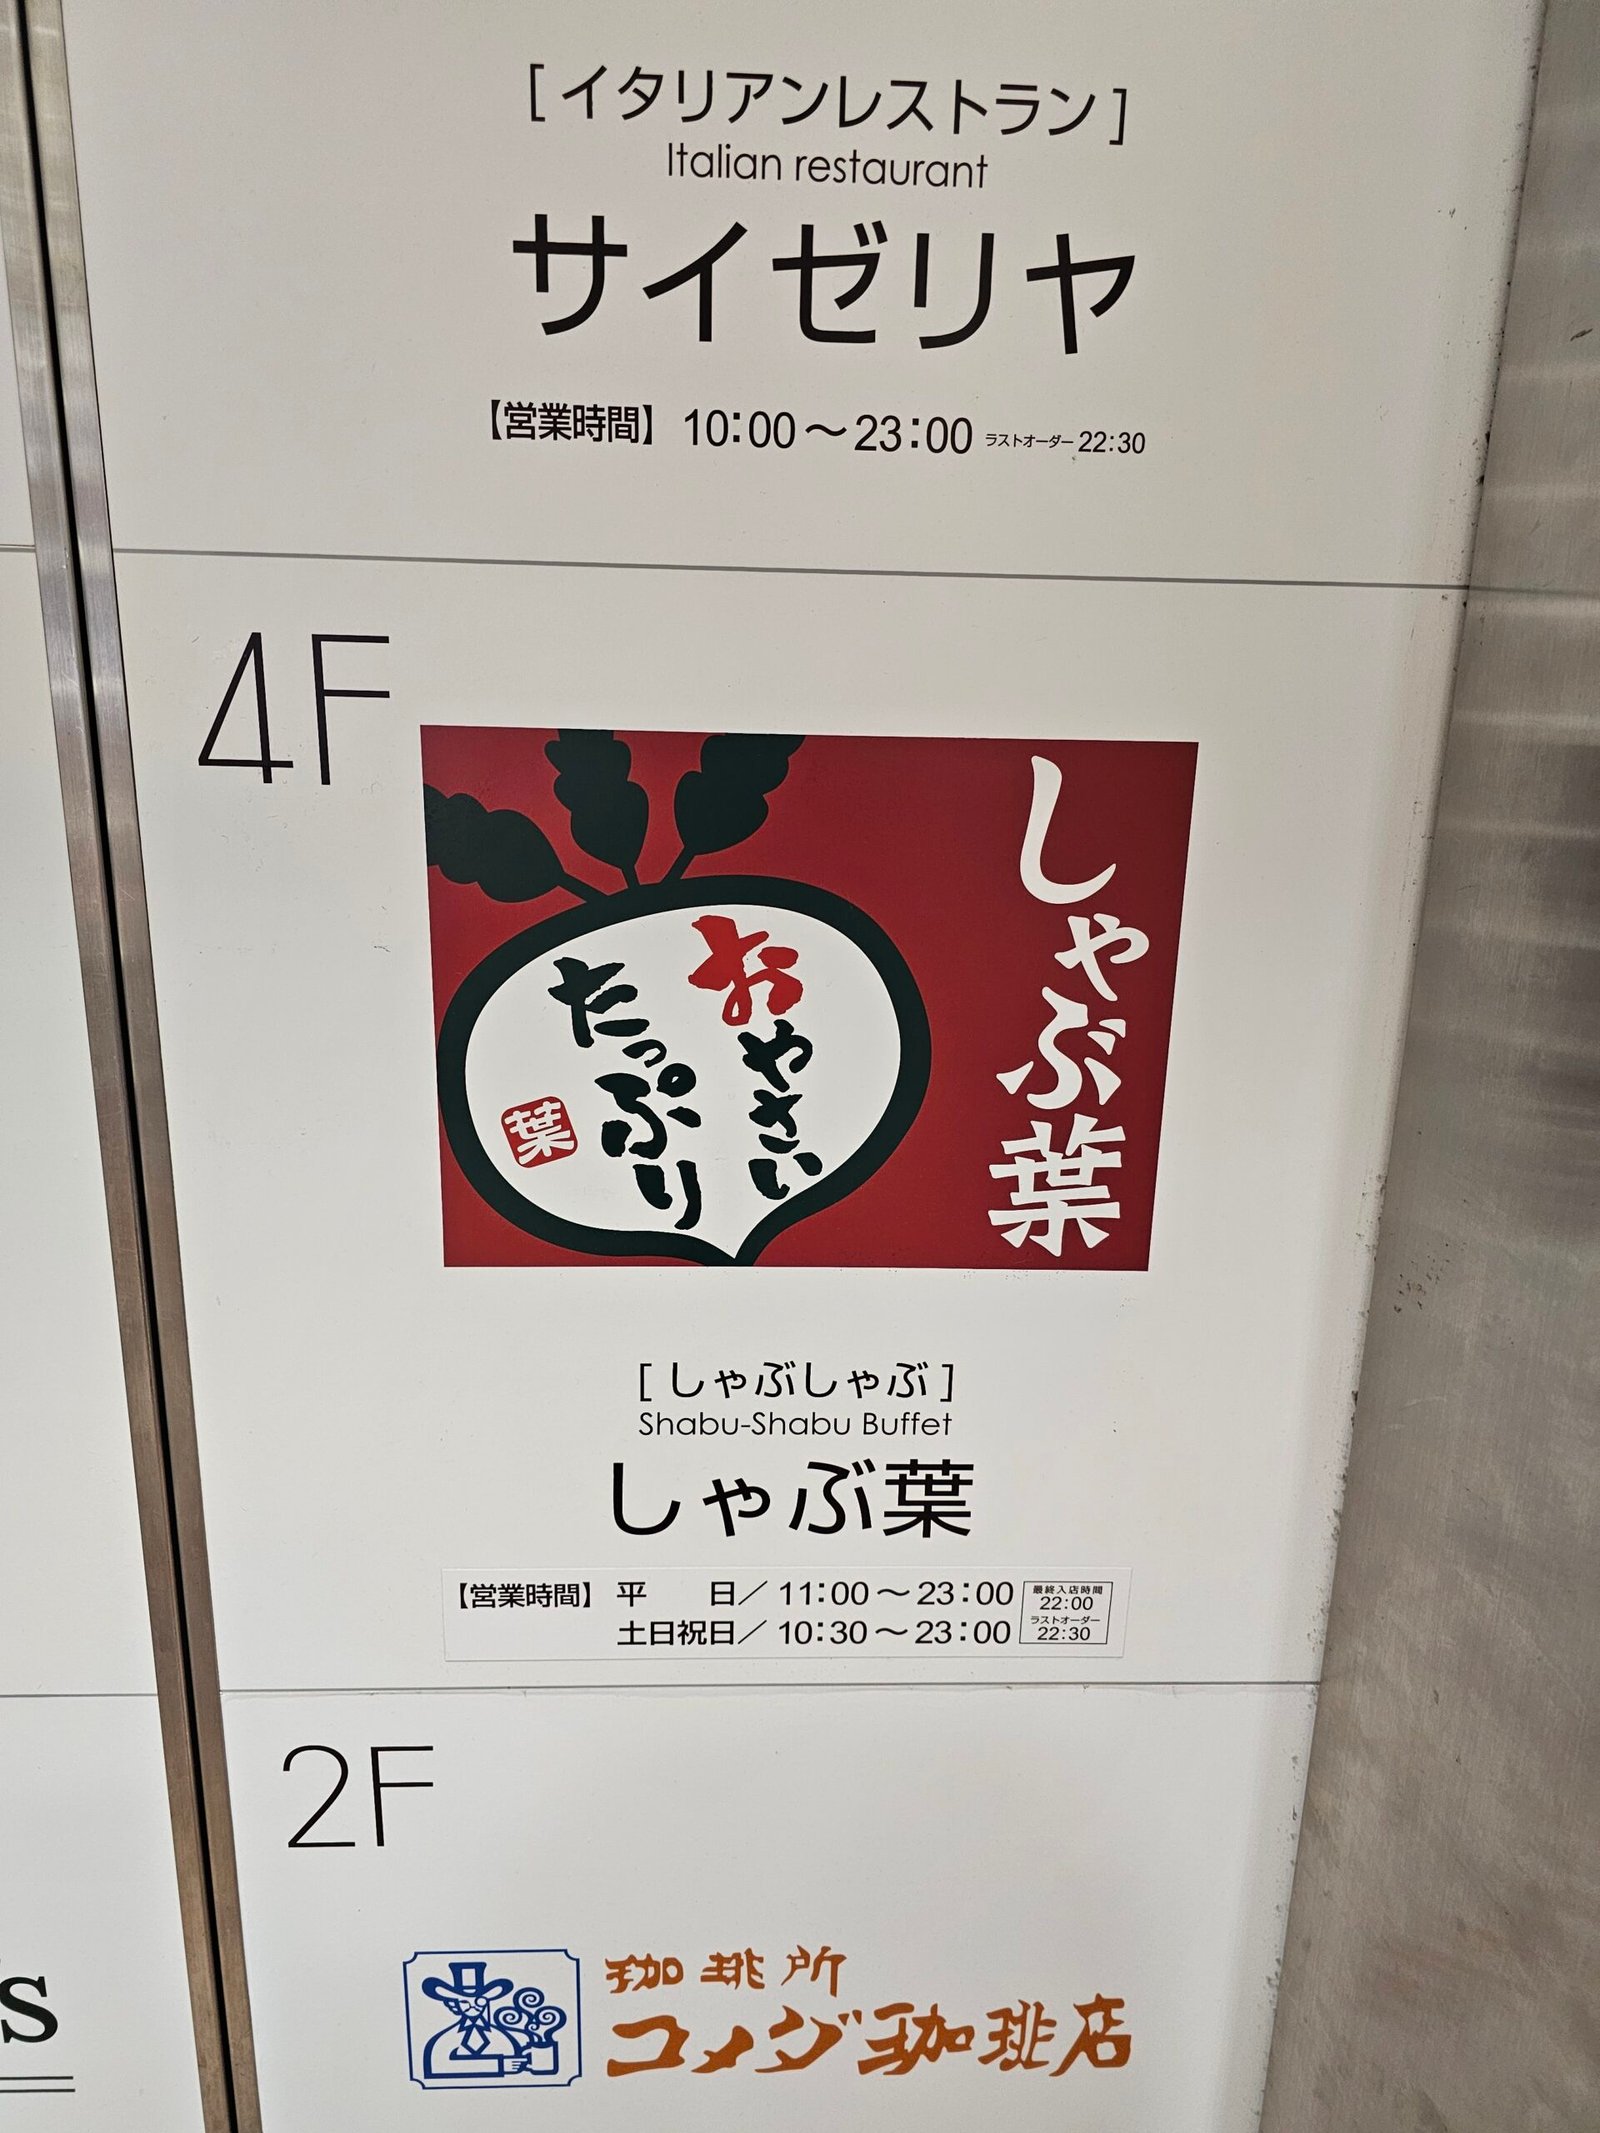 [イタリアンレストラン]
Italian restaurant
サイゼリヤ
【営業時間】 10:00～23:00 ラストオーダー 22:30
4F
しゃぶ葉
おやさい
たっぷり
葉
[しゃぶしゃぶ]
Shabu-Shabu Buffet
しゃぶ葉
【営業時間】 平　日／11:00～23:00
土日祝日／10:30～23:00
最終入店時間
22:00
ラストオーダー
22:30
2F
珈琲所
コメダ珈琲店
's